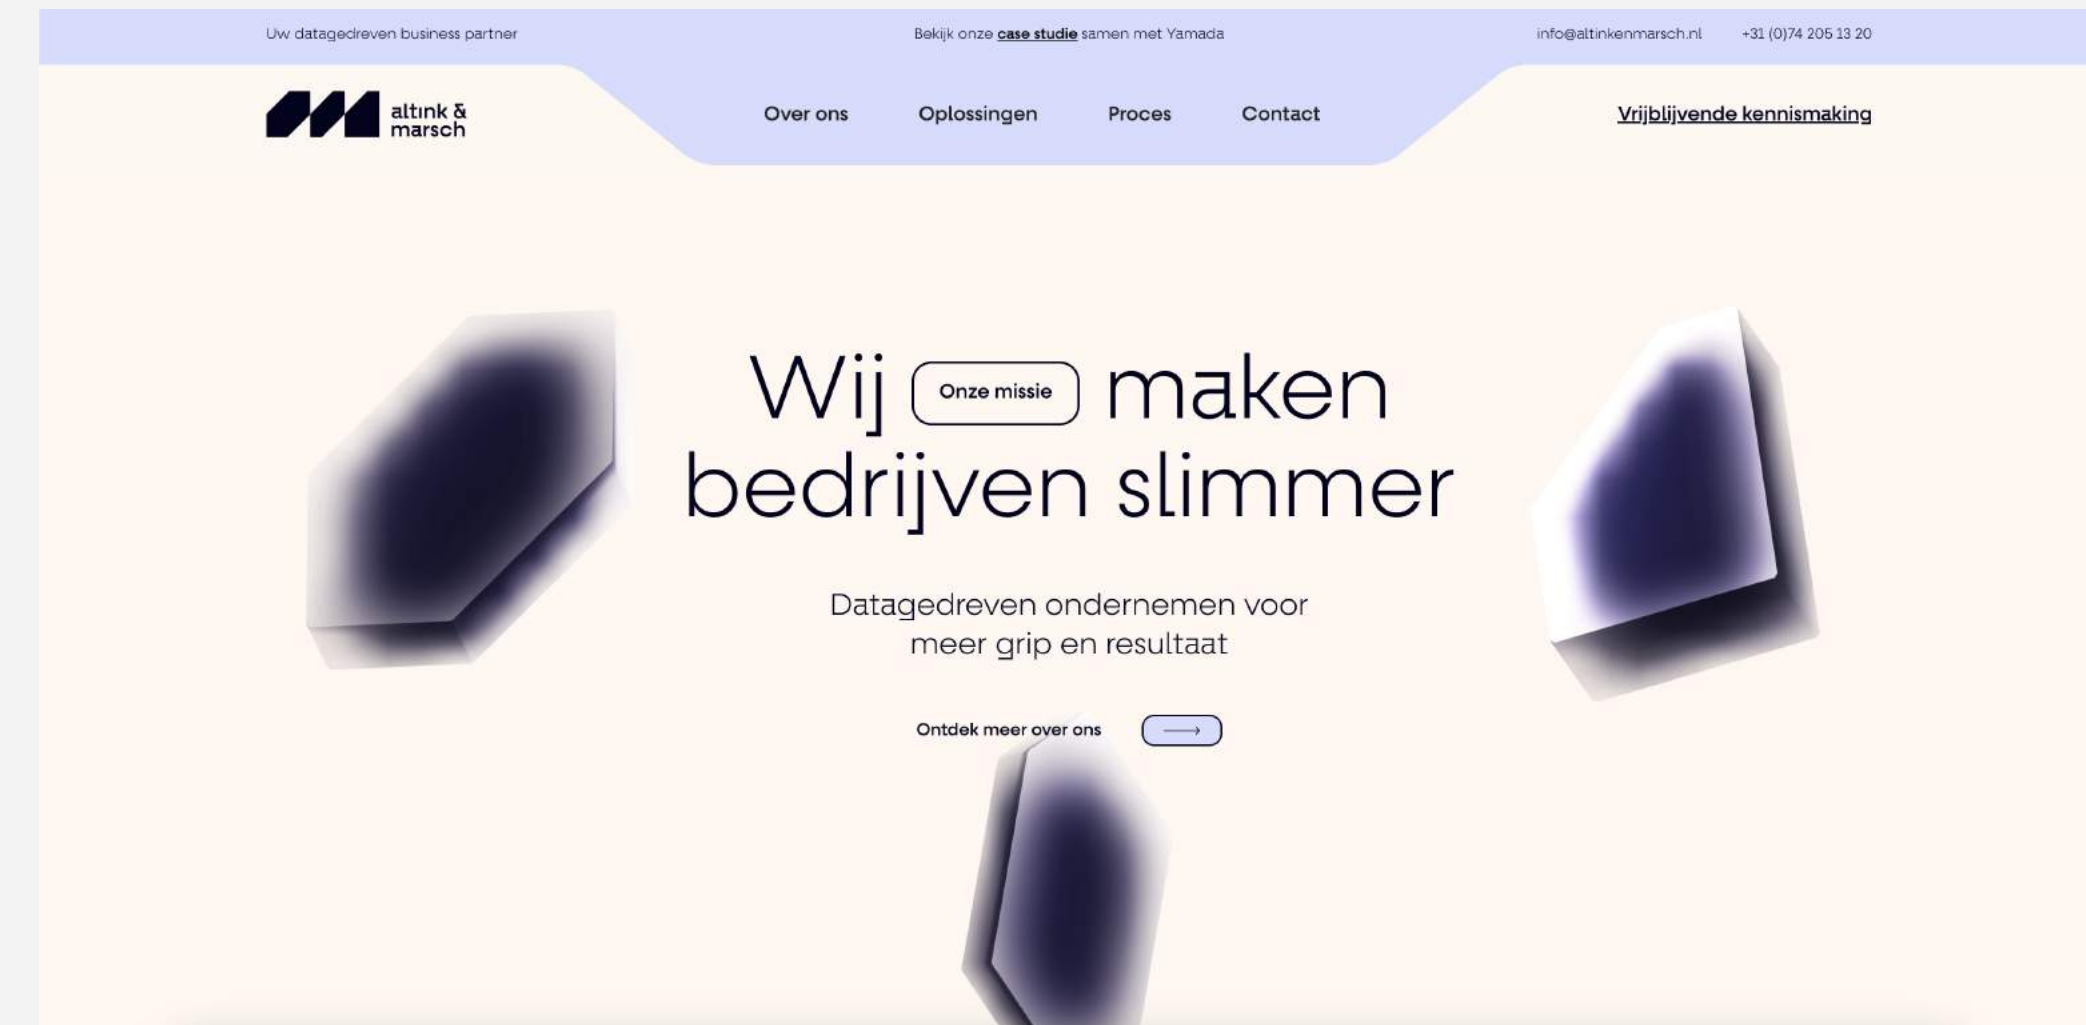 Uw datagedreven business partner
Bekijk onze case studie samen met Yamada
info@altinkenmarsch.nl +31 (0)74 205 13 20
altink &
marsch
Over ons Oplossingen Proces Contact
Vrijblijvende kennismaking
Wij Onze missie maken
bedrijven slimmer
Datagedreven ondernemen voor
meer grip en resultaat
Ontdek meer over ons